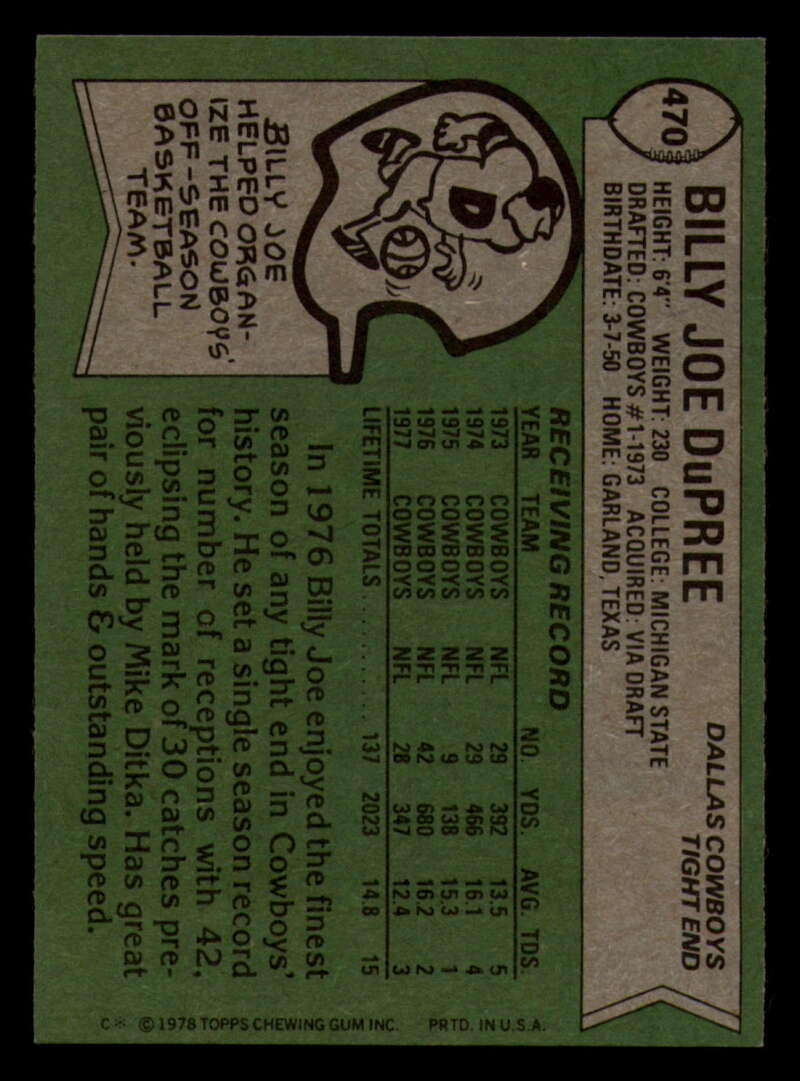 470
BILLY JOE DuPREE
DALLAS COWBOYS
TIGHT END
HEIGHT: 6'4" WEIGHT: 230 COLLEGE: MICHIGAN STATE
DRAFTED: COWBOYS #1-1973 ACQUIRED: VIA DRAFT
BIRTHDATE: 3-7-50 HOME: GARLAND, TEXAS
D
BILLY JOE
HELPED ORGAN-
IZE THE COWBOYS'
OFF-SEASON
BASKETBALL
TEAM.
RECEIVING RECORD
YEAR TEAM NO. YDS. AVG. TDS.
1973 COWBOYS NFL 29 392 13.5 5
1974 COWBOYS NFL 29 466 16.1 4
1975 COWBOYS NFL 9 138 15.3 1
1976 COWBOYS NFL 42 680 16.2 2
1977 COWBOYS NFL 28 347 12.4 3
LIFETIME TOTALS............ 137 2023 14.8 15
In 1976 Billy Joe enjoyed the finest
season of any tight end in Cowboys'
history. He set a single season record
for number of receptions with 42,
eclipsing the mark of 30 catches pre-
viously held by Mike Ditka. Has great
pair of hands & outstanding speed.
C* © 1978 TOPPS CHEWING GUM INC. PRTD. IN U.S.A.